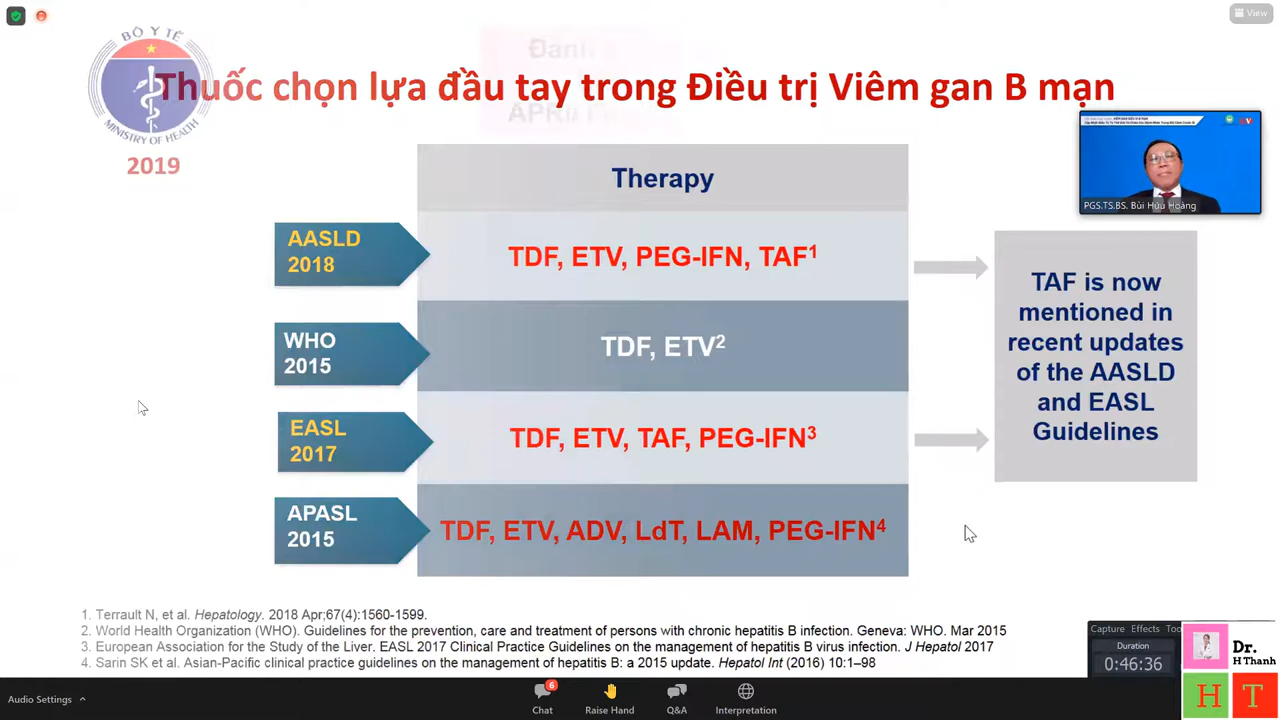 View
BỘ Y TẾ
MINISTRY OF HEALTH
2019
Đánh
APRI
Thuốc chọn lựa đầu tay trong Điều trị Viêm gan B mạn
PGS.TS.BS. Bùi Hữu Hoàng
Therapy
AASLD
2018
TDF, ETV, PEG-IFN, TAF1
WHO
2015
TDF, ETV2
EASL
2017
TDF, ETV, TAF, PEG-IFN3
APASL
2015
TDF, ETV, ADV, LdT, LAM, PEG-IFN4
TAF is now
mentioned in
recent updates
of the AASLD
and EASL
Guidelines
1. Terrault N, et al. Hepatology. 2018 Apr;67(4):1560-1599.
2. World Health Organization (WHO). Guidelines for the prevention, care and treatment of persons with chronic hepatitis B infection. Geneva: WHO. Mar 2015
3. European Association for the Study of the Liver. EASL 2017 Clinical Practice Guidelines on the management of hepatitis B virus infection. J Hepatol 2017
4. Sarin SK et al. Asian-Pacific clinical practice guidelines on the management of hepatitis B: a 2015 update. Hepatol Int (2016) 10:1–98
Capture Effects Too
Duration
0:46:36
Dr.
H Thanh
H T
Audio Settings
6
Chat
Raise Hand
Q&A
Interpretation